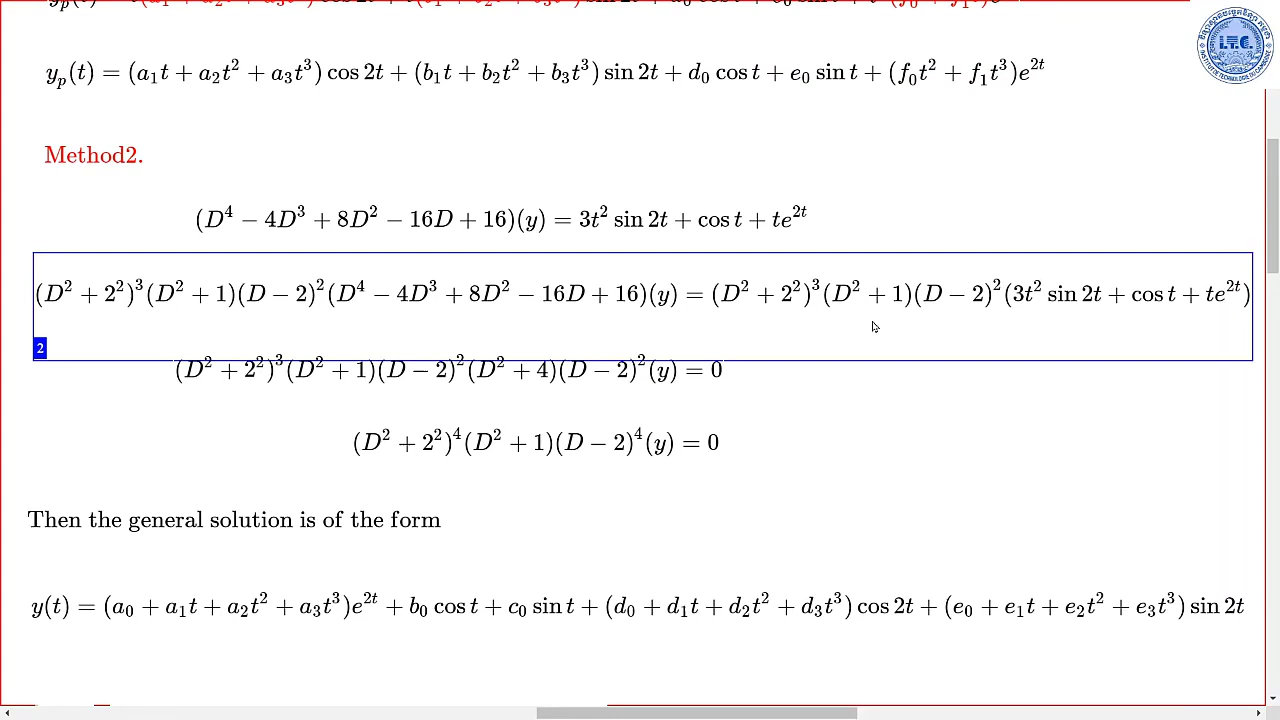 y_p(t) = (a_1t + a_2t^2 + a_3t^3) cos 2t + (b_1t + b_2t^2 + b_3t^3) sin 2t + d_0 cos t + e_0 sin t + (f_0t^2 + f_1t^3)e^{2t}
I.T.C.
Method2.
(D^4 − 4D^3 + 8D^2 − 16D + 16)(y) = 3t^2 sin 2t + cos t + te^{2t}
(D^2 + 2^2)^3(D^2 + 1)(D − 2)^2(D^4 − 4D^3 + 8D^2 − 16D + 16)(y) = (D^2 + 2^2)^3(D^2 + 1)(D − 2)^2(3t^2 sin 2t + cos t + te^{2t})
2
(D^2 + 2^2)^3(D^2 + 1)(D − 2)^2(D^2 + 4)(D − 2)^2(y) = 0
(D^2 + 2^2)^4(D^2 + 1)(D − 2)^4(y) = 0
Then the general solution is of the form
y(t) = (a_0 + a_1t + a_2t^2 + a_3t^3)e^{2t} + b_0 cos t + c_0 sin t + (d_0 + d_1t + d_2t^2 + d_3t^3) cos 2t + (e_0 + e_1t + e_2t^2 + e_3t^3) sin 2t